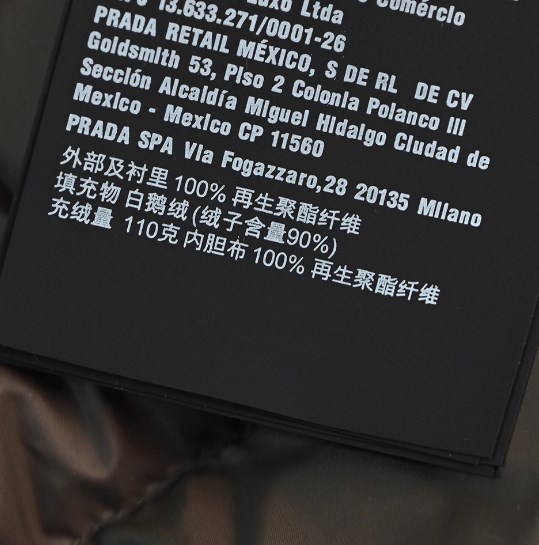 Luxo Ltda
Comércio
13.633.271/0001-26
PRADA RETAIL MÉXICO, S DE RL DE CV
Goldsmith 53, Piso 2 Colonia Polanco III
Sección Alcaldía Miguel Hidalgo Ciudad de
Mexico - Mexico CP 11560
PRADA SPA Via Fogazzaro,28 20135 Milano
外部及衬里 100% 再生聚酯纤维
填充物 白鹅绒 (绒子含量90%)
充绒量 110克 内胆布 100% 再生聚酯纤维